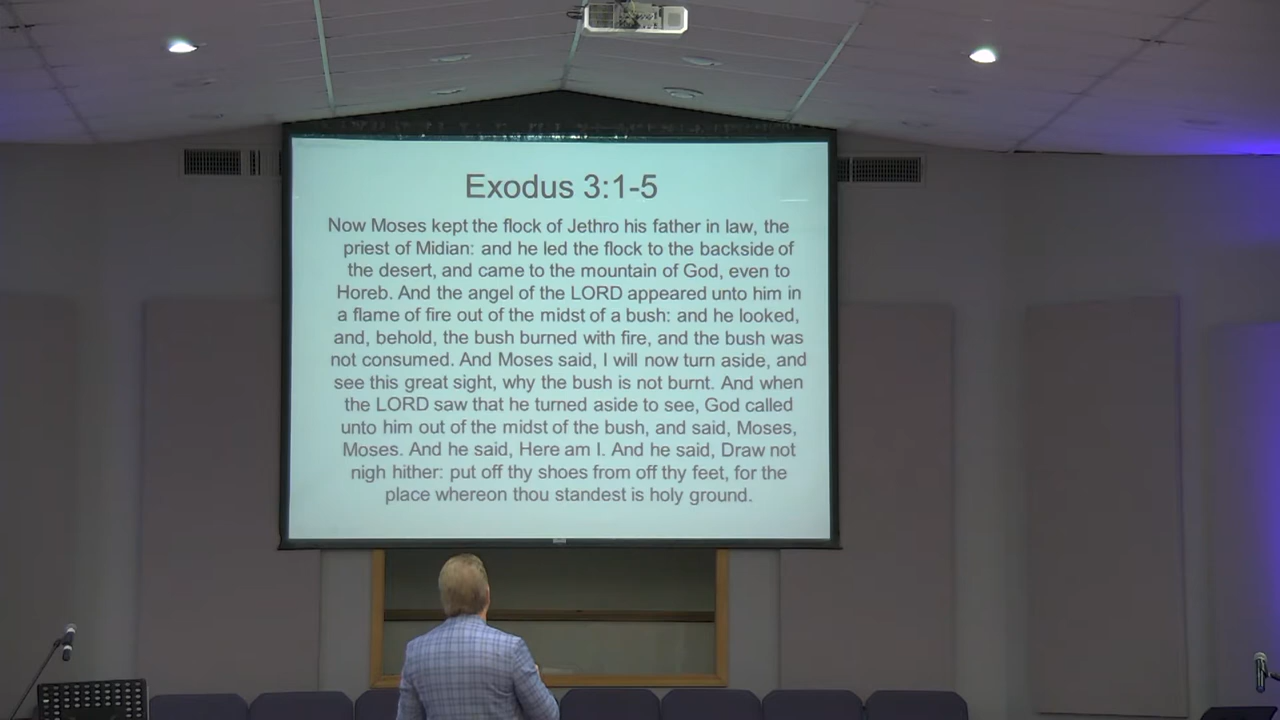 Exodus 3:1-5
Now Moses kept the flock of Jethro his father in law, the
priest of Midian: and he led the flock to the backside of
the desert, and came to the mountain of God, even to
Horeb. And the angel of the LORD appeared unto him in
a flame of fire out of the midst of a bush: and he looked,
and, behold, the bush burned with fire, and the bush was
not consumed. And Moses said, I will now turn aside, and
see this great sight, why the bush is not burnt. And when
the LORD saw that he turned aside to see, God called
unto him out of the midst of the bush, and said, Moses,
Moses. And he said, Here am I. And he said, Draw not
nigh hither: put off thy shoes from off thy feet, for the
place whereon thou standest is holy ground.